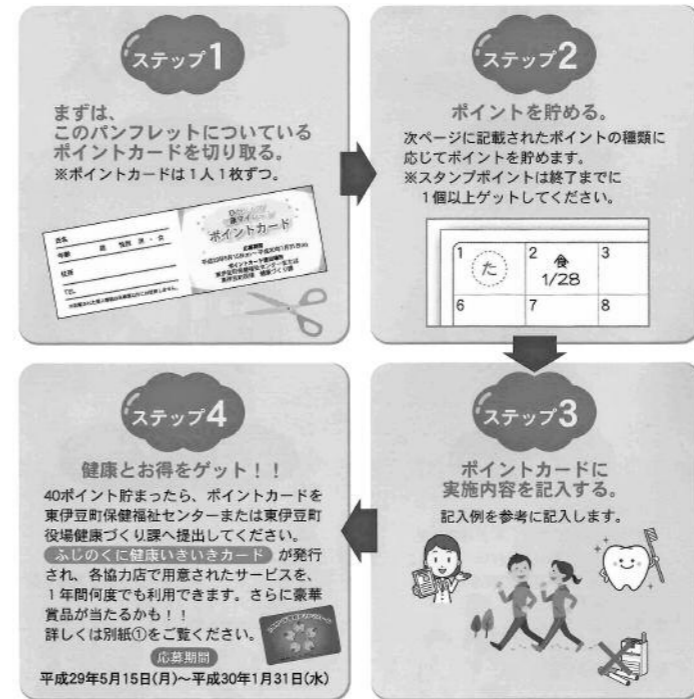 ステップ1
まずは、
このパンフレットについている
ポイントカードを切り取る。
※ポイントカードは1人1枚ずつ。
氏名
年齢 歳 性別 男・女
住所
TEL
ポイントカード
ステップ2
ポイントを貯める。
次ページに記載されたポイントの種類に
応じてポイントを貯めます。
※スタンプポイントは終了までに
1個以上ゲットしてください。
1 2 3
た 食
1/28
6 7 8
ステップ3
ポイントカードに
実施内容を記入する。
記入例を参考に記入します。
ステップ4
健康とお得をゲット!!
40ポイント貯まったら、ポイントカードを
東伊豆町保健福祉センターまたは東伊豆町
役場健康づくり課へ提出してください。
ふじのくに健康いきいきカード が発行
され、各協力店で用意されたサービスを、
1年間何度でも利用できます。さらに豪華
賞品が当たるかも!!
詳しくは別紙①をご覧ください。
応募期間
平成29年5月15日(月)～平成30年1月31日(水)